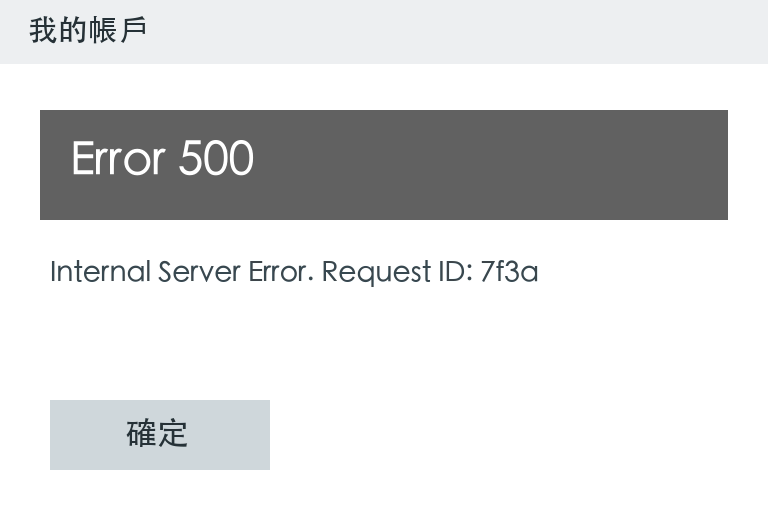 我的帳戶
Error 500
Internal Server Error. Request ID: 7f3a
確定